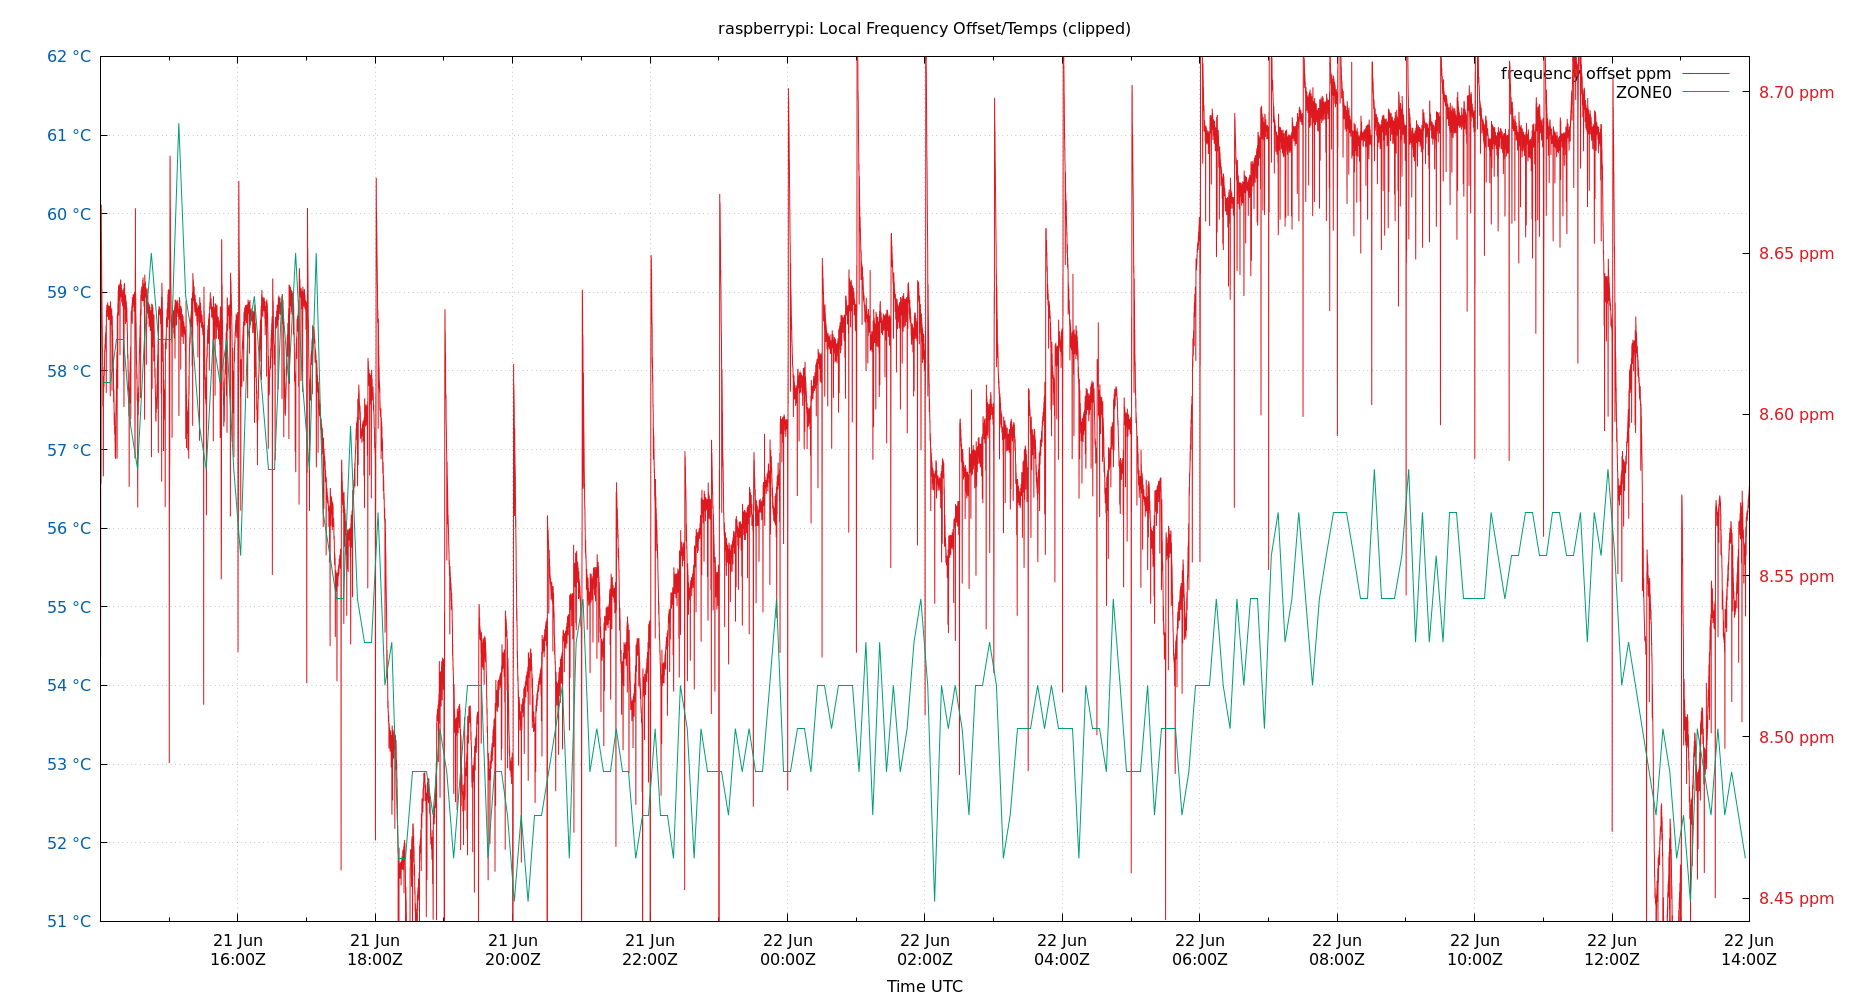 raspberrypi: Local Frequency Offset/Temps (clipped)
62 °C
61 °C
60 °C
59 °C
58 °C
57 °C
56 °C
55 °C
54 °C
53 °C
52 °C
51 °C
frequency offset ppm
ZONE0
8.70 ppm
8.65 ppm
8.60 ppm
8.55 ppm
8.50 ppm
8.45 ppm
21 Jun 21 Jun 21 Jun 21 Jun 22 Jun 22 Jun 22 Jun 22 Jun 22 Jun 22 Jun 22 Jun 22 Jun
16:00Z 18:00Z 20:00Z 22:00Z 00:00Z 02:00Z 04:00Z 06:00Z 08:00Z 10:00Z 12:00Z 14:00Z
Time UTC